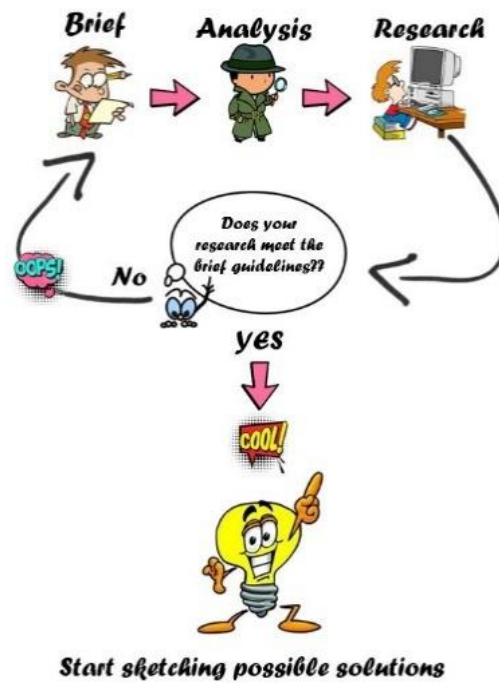 Brief
Analysis
Research
Does your
research meet the
brief guidelines??
OOPS!
No
yes
COOL!
Start sketching possible solutions